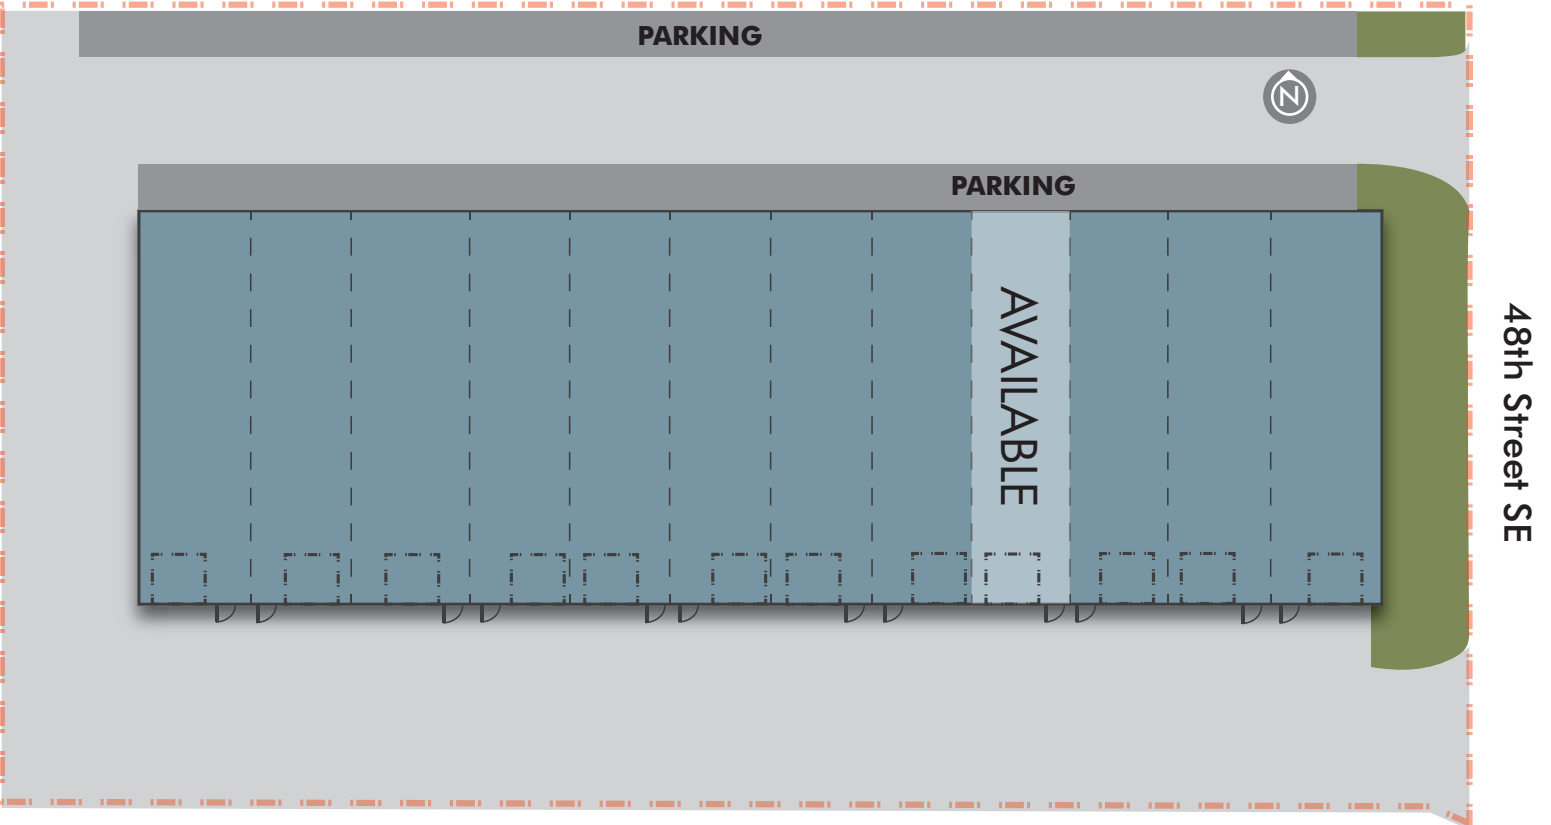 PARKING
N
PARKING
AVAILABLE
48th Street SE